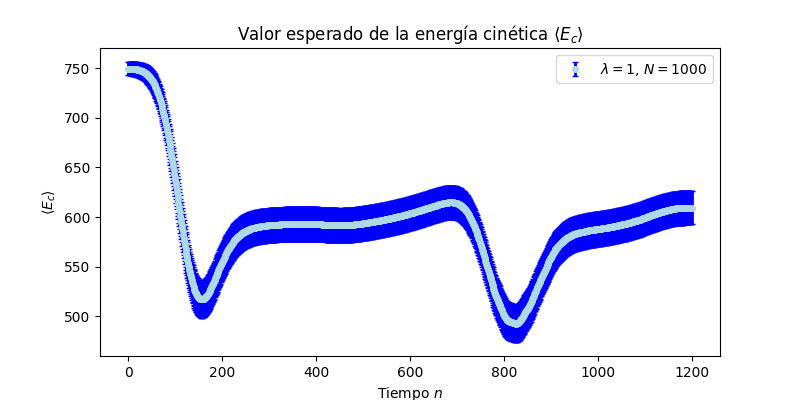 Valor esperado de la energía cinética ⟨E_c⟩
λ = 1, N = 1000
⟨E_c⟩
750
700
650
600
550
500
0 200 400 600 800 1000 1200
Tiempo n